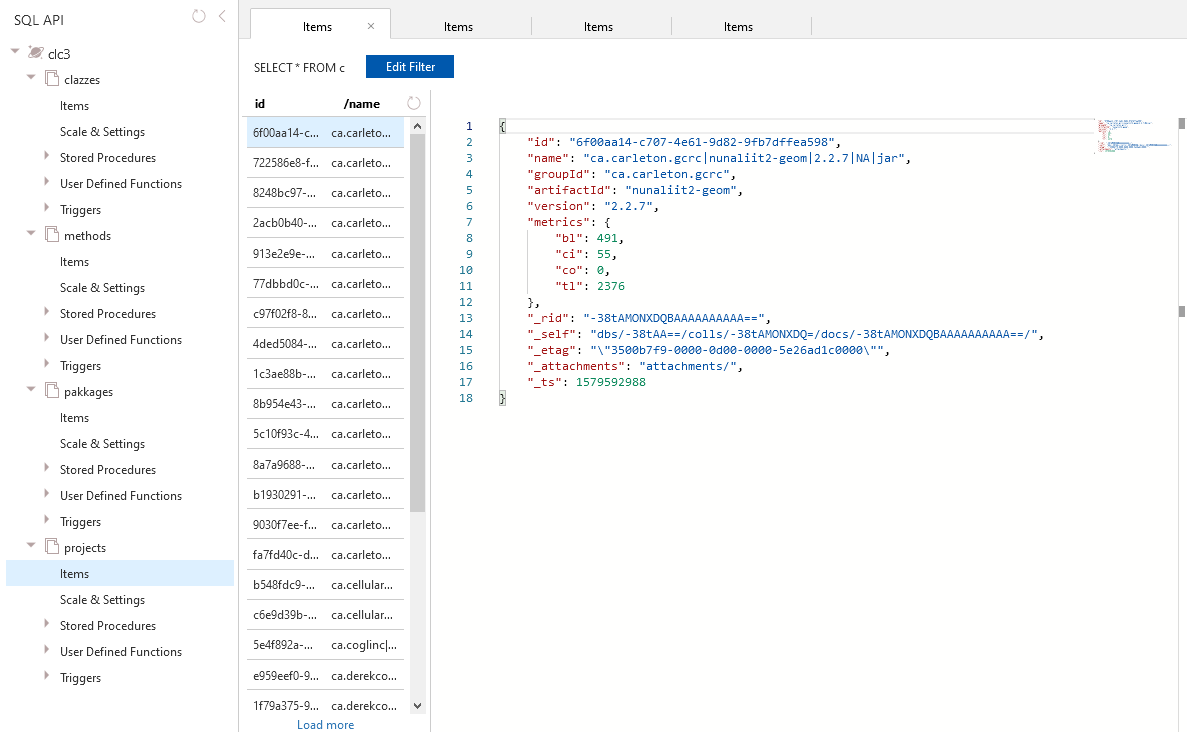 SQL API
clc3
clazzes
Items
Scale & Settings
Stored Procedures
User Defined Functions
Triggers
methods
Items
Scale & Settings
Stored Procedures
User Defined Functions
Triggers
pakkages
Items
Scale & Settings
Stored Procedures
User Defined Functions
Triggers
projects
Items
Scale & Settings
Stored Procedures
User Defined Functions
Triggers
Items × Items Items Items
SELECT * FROM c Edit Filter
id /name
6f00aa14-c... ca.carleto...
722586e8-f... ca.carleto...
8248bc97-... ca.carleto...
2acb0b40-... ca.carleto...
913e2e9e-... ca.carleto...
77dbbd0c-... ca.carleto...
c97f02f8-8... ca.carleto...
4ded5084-... ca.carleto...
1c3ae88b-... ca.carleto...
8b954e43-... ca.carleto...
5c10f93c-4... ca.carleto...
8a7a9688-... ca.carleto...
b1930291-... ca.carleto...
9030f7ee-f... ca.carleto...
fa7fd40c-d... ca.carleto...
b548fdc9-... ca.cellular...
c6e9d39b-... ca.cellular...
5e4f892a-... ca.coglinc|...
e959eef0-9... ca.derekco...
1f79a375-9... ca.derekco...
Load more
1 {
2 "id": "6f00aa14-c707-4e61-9d82-9fb7dffea598",
3 "name": "ca.carleton.gcrc|nunaliit2-geom|2.2.7|NA|jar",
4 "groupId": "ca.carleton.gcrc",
5 "artifactId": "nunaliit2-geom",
6 "version": "2.2.7",
7 "metrics": {
8 "bl": 491,
9 "ci": 55,
10 "co": 0,
11 "tl": 2376
12 },
13 "_rid": "-38tAMONXDQBAAAAAAAAAA==",
14 "_self": "dbs/-38tAA==/colls/-38tAMONXDQ=/docs/-38tAMONXDQBAAAAAAAAAA==/",
15 "_etag": "\"3500b7f9-0000-0d00-0000-5e26ad1c0000\"",
16 "_attachments": "attachments/",
17 "_ts": 1579592988
18 }